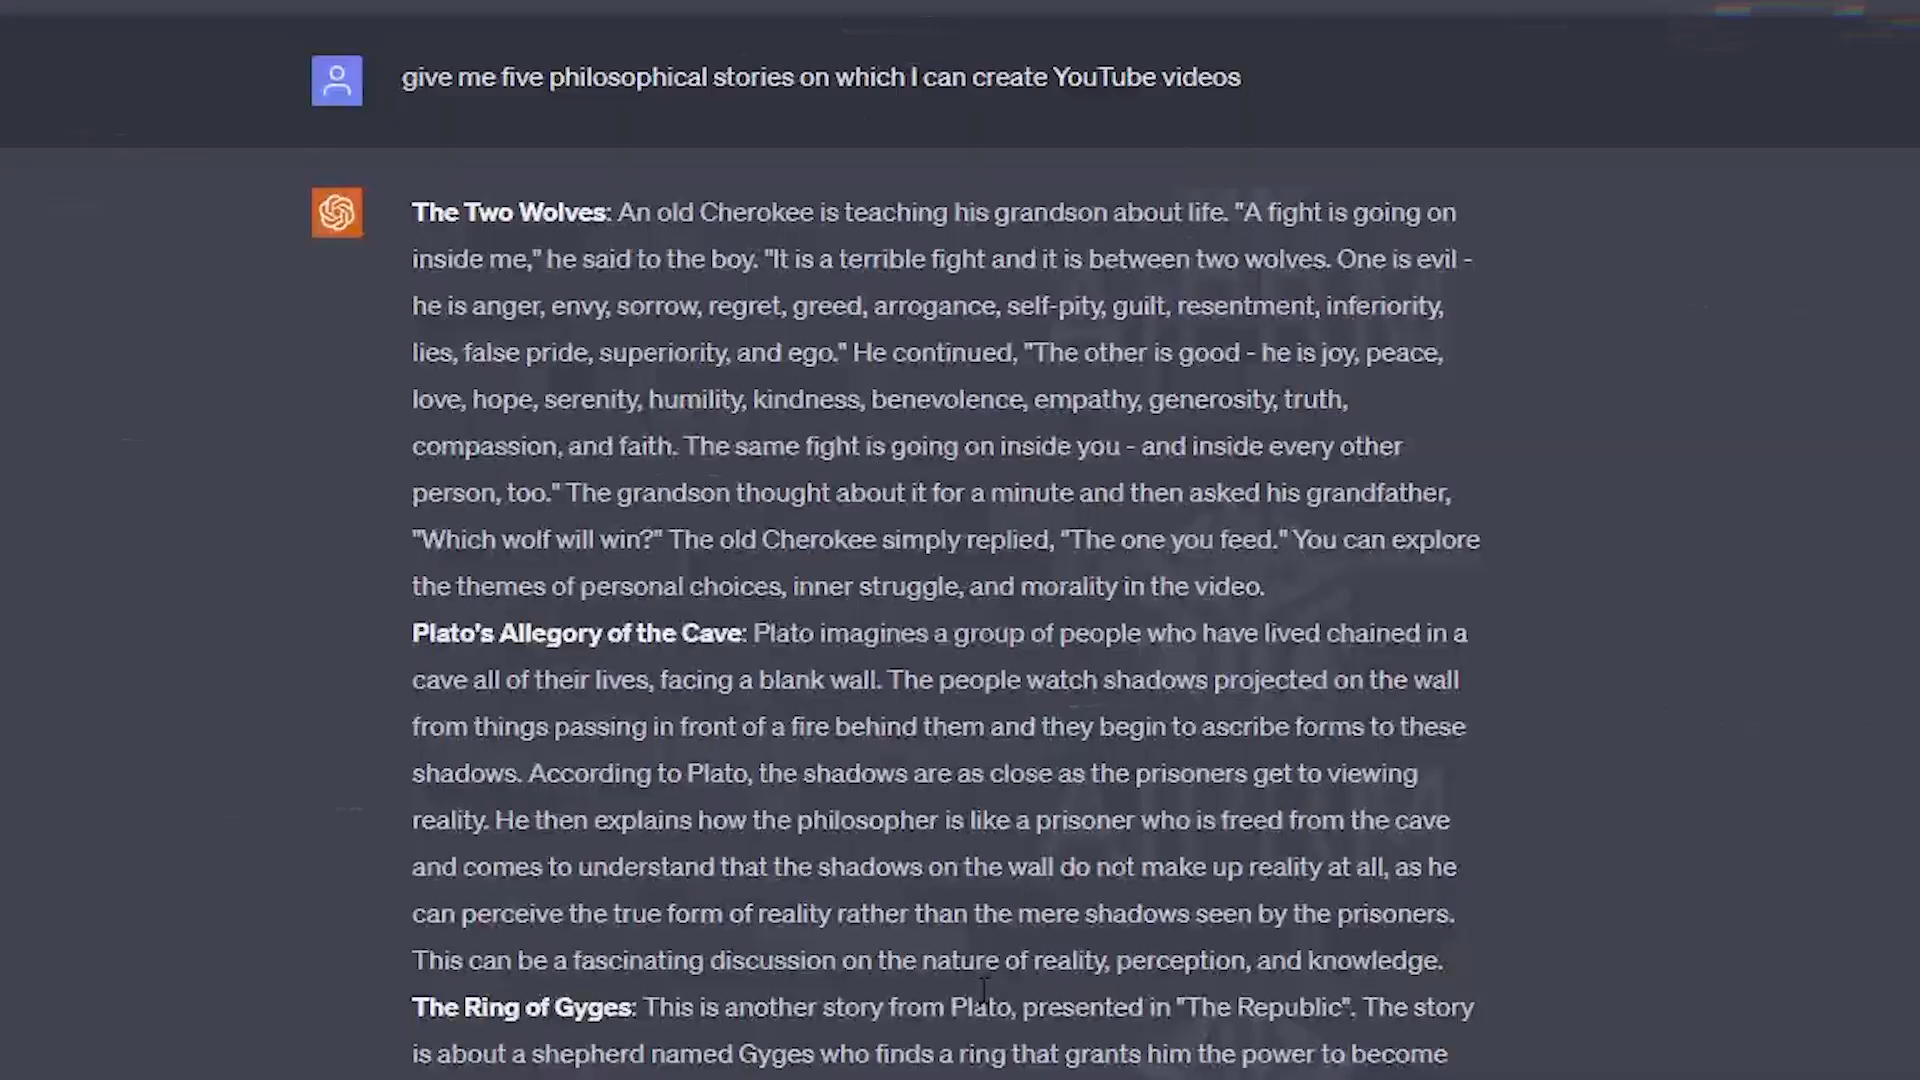 give me five philosophical stories on which I can create YouTube videos
The Two Wolves: An old Cherokee is teaching his grandson about life. "A fight is going on
inside me," he said to the boy. "It is a terrible fight and it is between two wolves. One is evil -
he is anger, envy, sorrow, regret, greed, arrogance, self-pity, guilt, resentment, inferiority,
lies, false pride, superiority, and ego." He continued, "The other is good - he is joy, peace,
love, hope, serenity, humility, kindness, benevolence, empathy, generosity, truth,
compassion, and faith. The same fight is going on inside you - and inside every other
person, too." The grandson thought about it for a minute and then asked his grandfather,
"Which wolf will win?" The old Cherokee simply replied, "The one you feed." You can explore
the themes of personal choices, inner struggle, and morality in the video.
Plato's Allegory of the Cave: Plato imagines a group of people who have lived chained in a
cave all of their lives, facing a blank wall. The people watch shadows projected on the wall
from things passing in front of a fire behind them and they begin to ascribe forms to these
shadows. According to Plato, the shadows are as close as the prisoners get to viewing
reality. He then explains how the philosopher is like a prisoner who is freed from the cave
and comes to understand that the shadows on the wall do not make up reality at all, as he
can perceive the true form of reality rather than the mere shadows seen by the prisoners.
This can be a fascinating discussion on the nature of reality, perception, and knowledge.
The Ring of Gyges: This is another story from Plato, presented in "The Republic". The story
is about a shepherd named Gyges who finds a ring that grants him the power to become